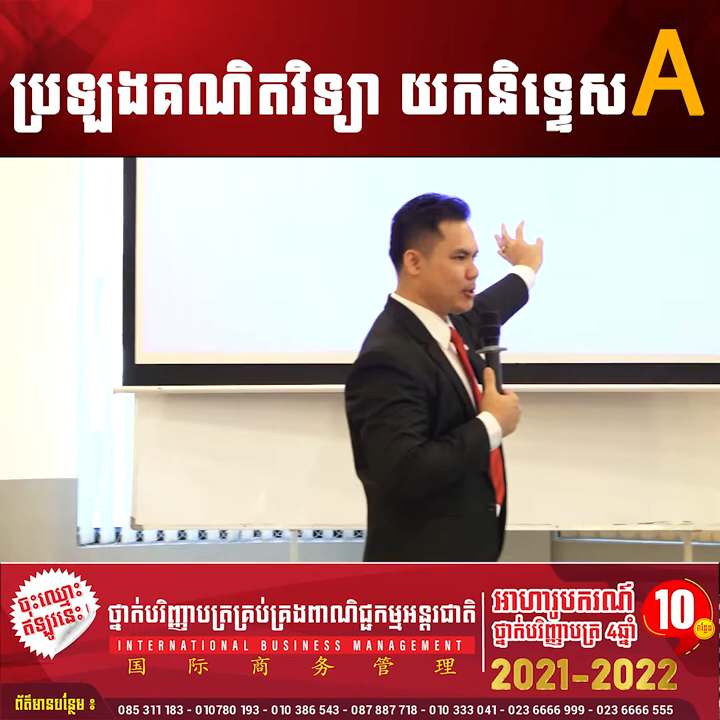 ប្រឡងគណិតវិទ្យា យកនិទ្ទេស A
ចុះឈ្មោះ
ឥឡូវនេះ!
ថ្នាក់បរិញ្ញាបត្រគ្រប់គ្រងពាណិជ្ជកម្មអន្តរជាតិ
INTERNATIONAL BUSINESS MANAGEMENT
国际商务管理
អាហារូបករណ៍
ថ្នាក់បរិញ្ញាបត្រ 4ឆ្នាំ
10
កន្លែង
2021-2022
ព័ត៌មានបន្ថែម ៖
085 311 183 - 010780 193 - 010 386 543 - 087 887 718 - 010 333 041 - 023 6666 999 - 023 6666 555